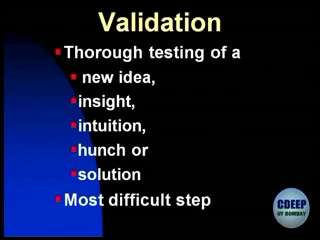 Validation
Thorough testing of a
new idea,
insight,
intuition,
hunch or
solution
Most difficult step
CDEEP
IIT BOMBAY